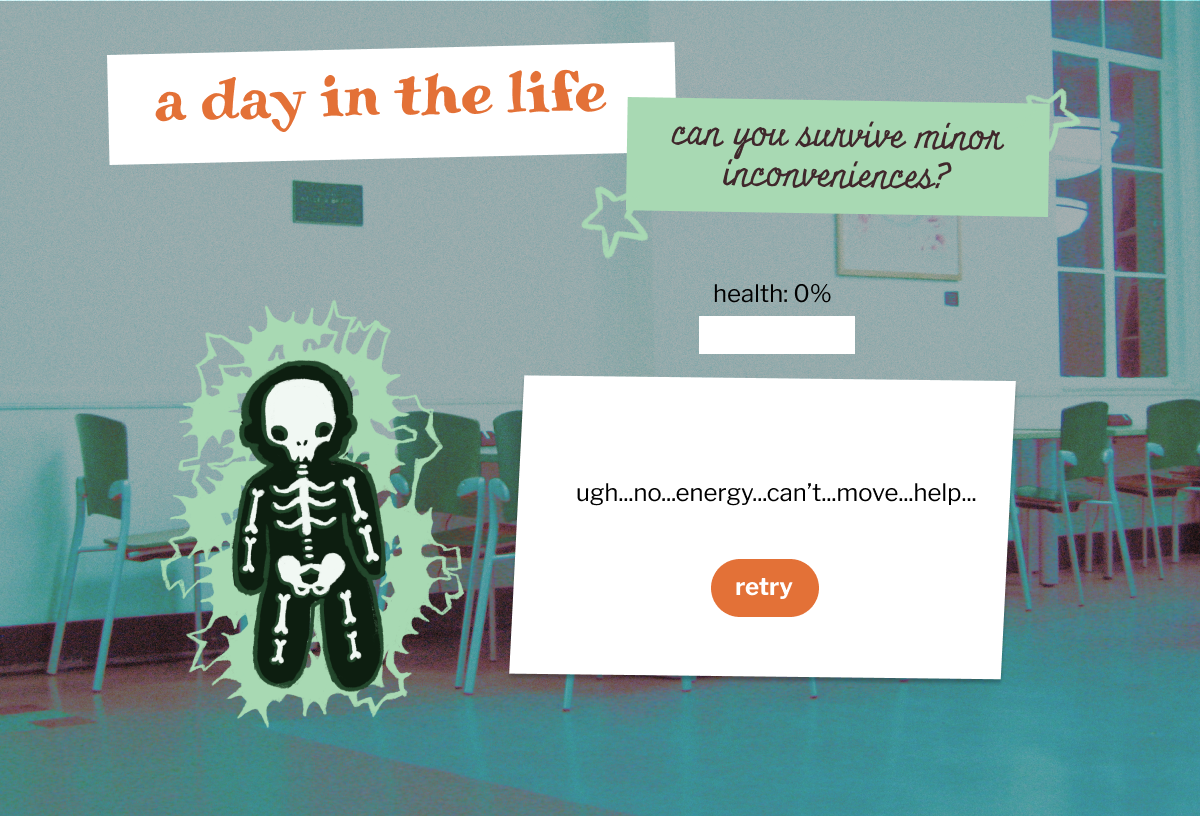 a day in the life
can you survive minor
inconveniences?
health: 0%
ugh...no...energy...can’t...move...help...
retry